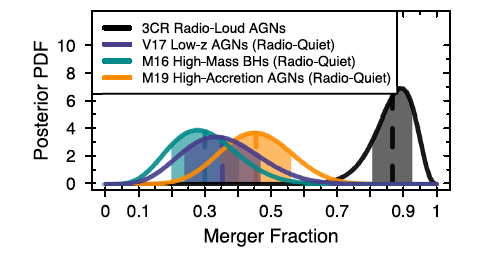 3CR Radio-Loud AGNs
V17 Low-z AGNs (Radio-Quiet)
M16 High-Mass BHs (Radio-Quiet)
M19 High-Accretion AGNs (Radio-Quiet)
Posterior PDF
10
8
6
4
2
0
0 0.1 0.3 0.5 0.7 0.9 1
Merger Fraction